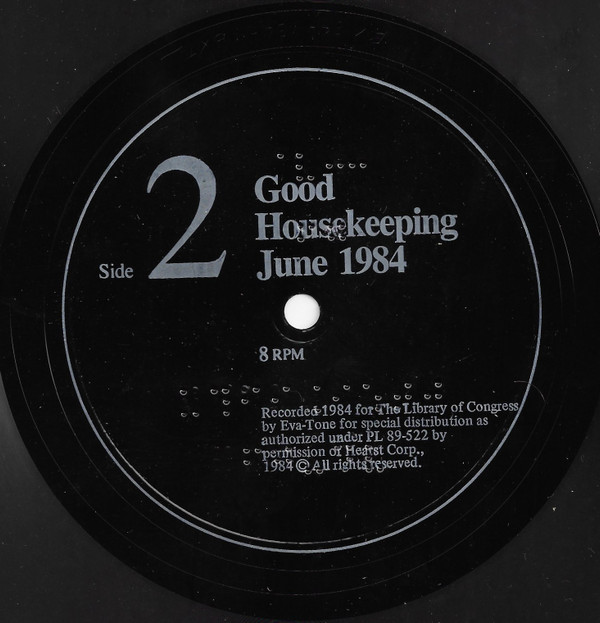 Good
Housekeeping
June 1984
Side 2
8 RPM
Recorded 1984 for The Library of Congress
by Eva-Tone for special distribution as
authorized under PL 89-522 by
permission of Hearst Corp.,
1984 © All rights reserved.